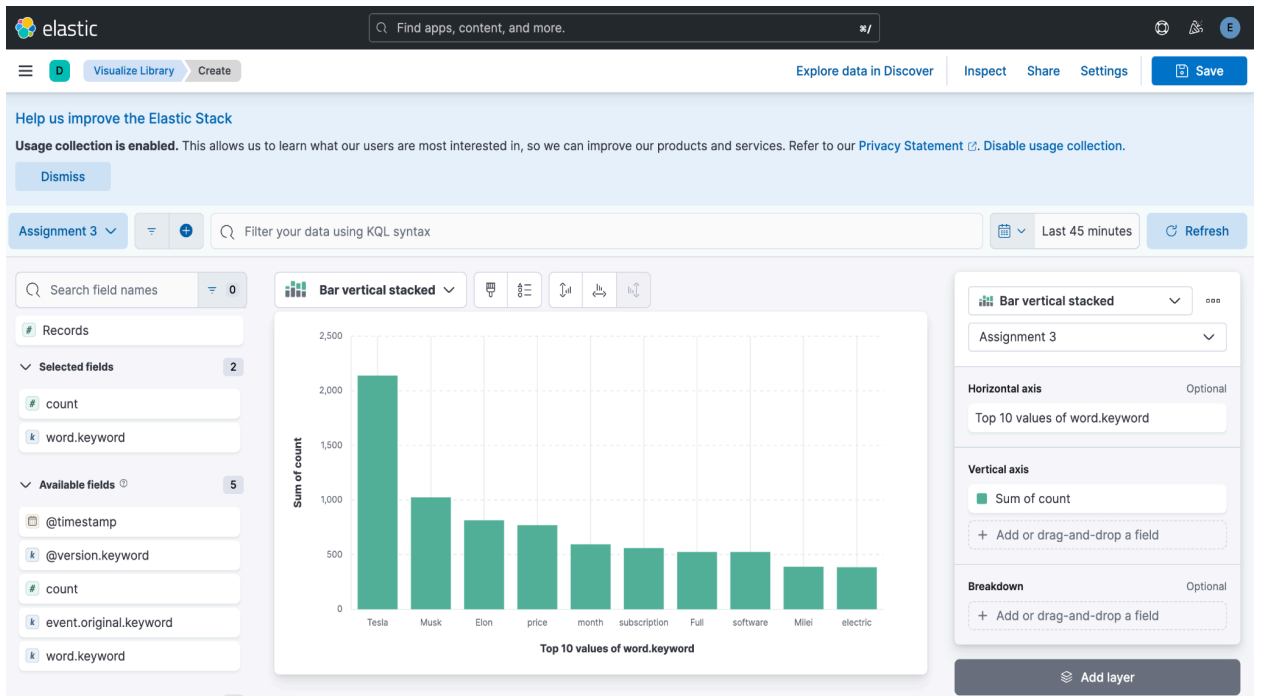 elastic
Find apps, content, and more. ⌘/
E
D Visualize Library Create Explore data in Discover Inspect Share Settings Save
Help us improve the Elastic Stack
Usage collection is enabled. This allows us to learn what our users are most interested in, so we can improve our products and services. Refer to our Privacy Statement. Disable usage collection.
Dismiss
Assignment 3 Filter your data using KQL syntax Last 45 minutes Refresh
Search field names 0
# Records
Selected fields 2
# count
k word.keyword
Available fields 5
@timestamp
k @version.keyword
# count
k event.original.keyword
k word.keyword
Bar vertical stacked
2,500
2,000
1,500
1,000
500
0
Sum of count
Tesla Musk Elon price month subscription Full software Milei electric
Top 10 values of word.keyword
Bar vertical stacked
Assignment 3
Horizontal axis Optional
Top 10 values of word.keyword
Vertical axis
Sum of count
+ Add or drag-and-drop a field
Breakdown Optional
+ Add or drag-and-drop a field
Add layer